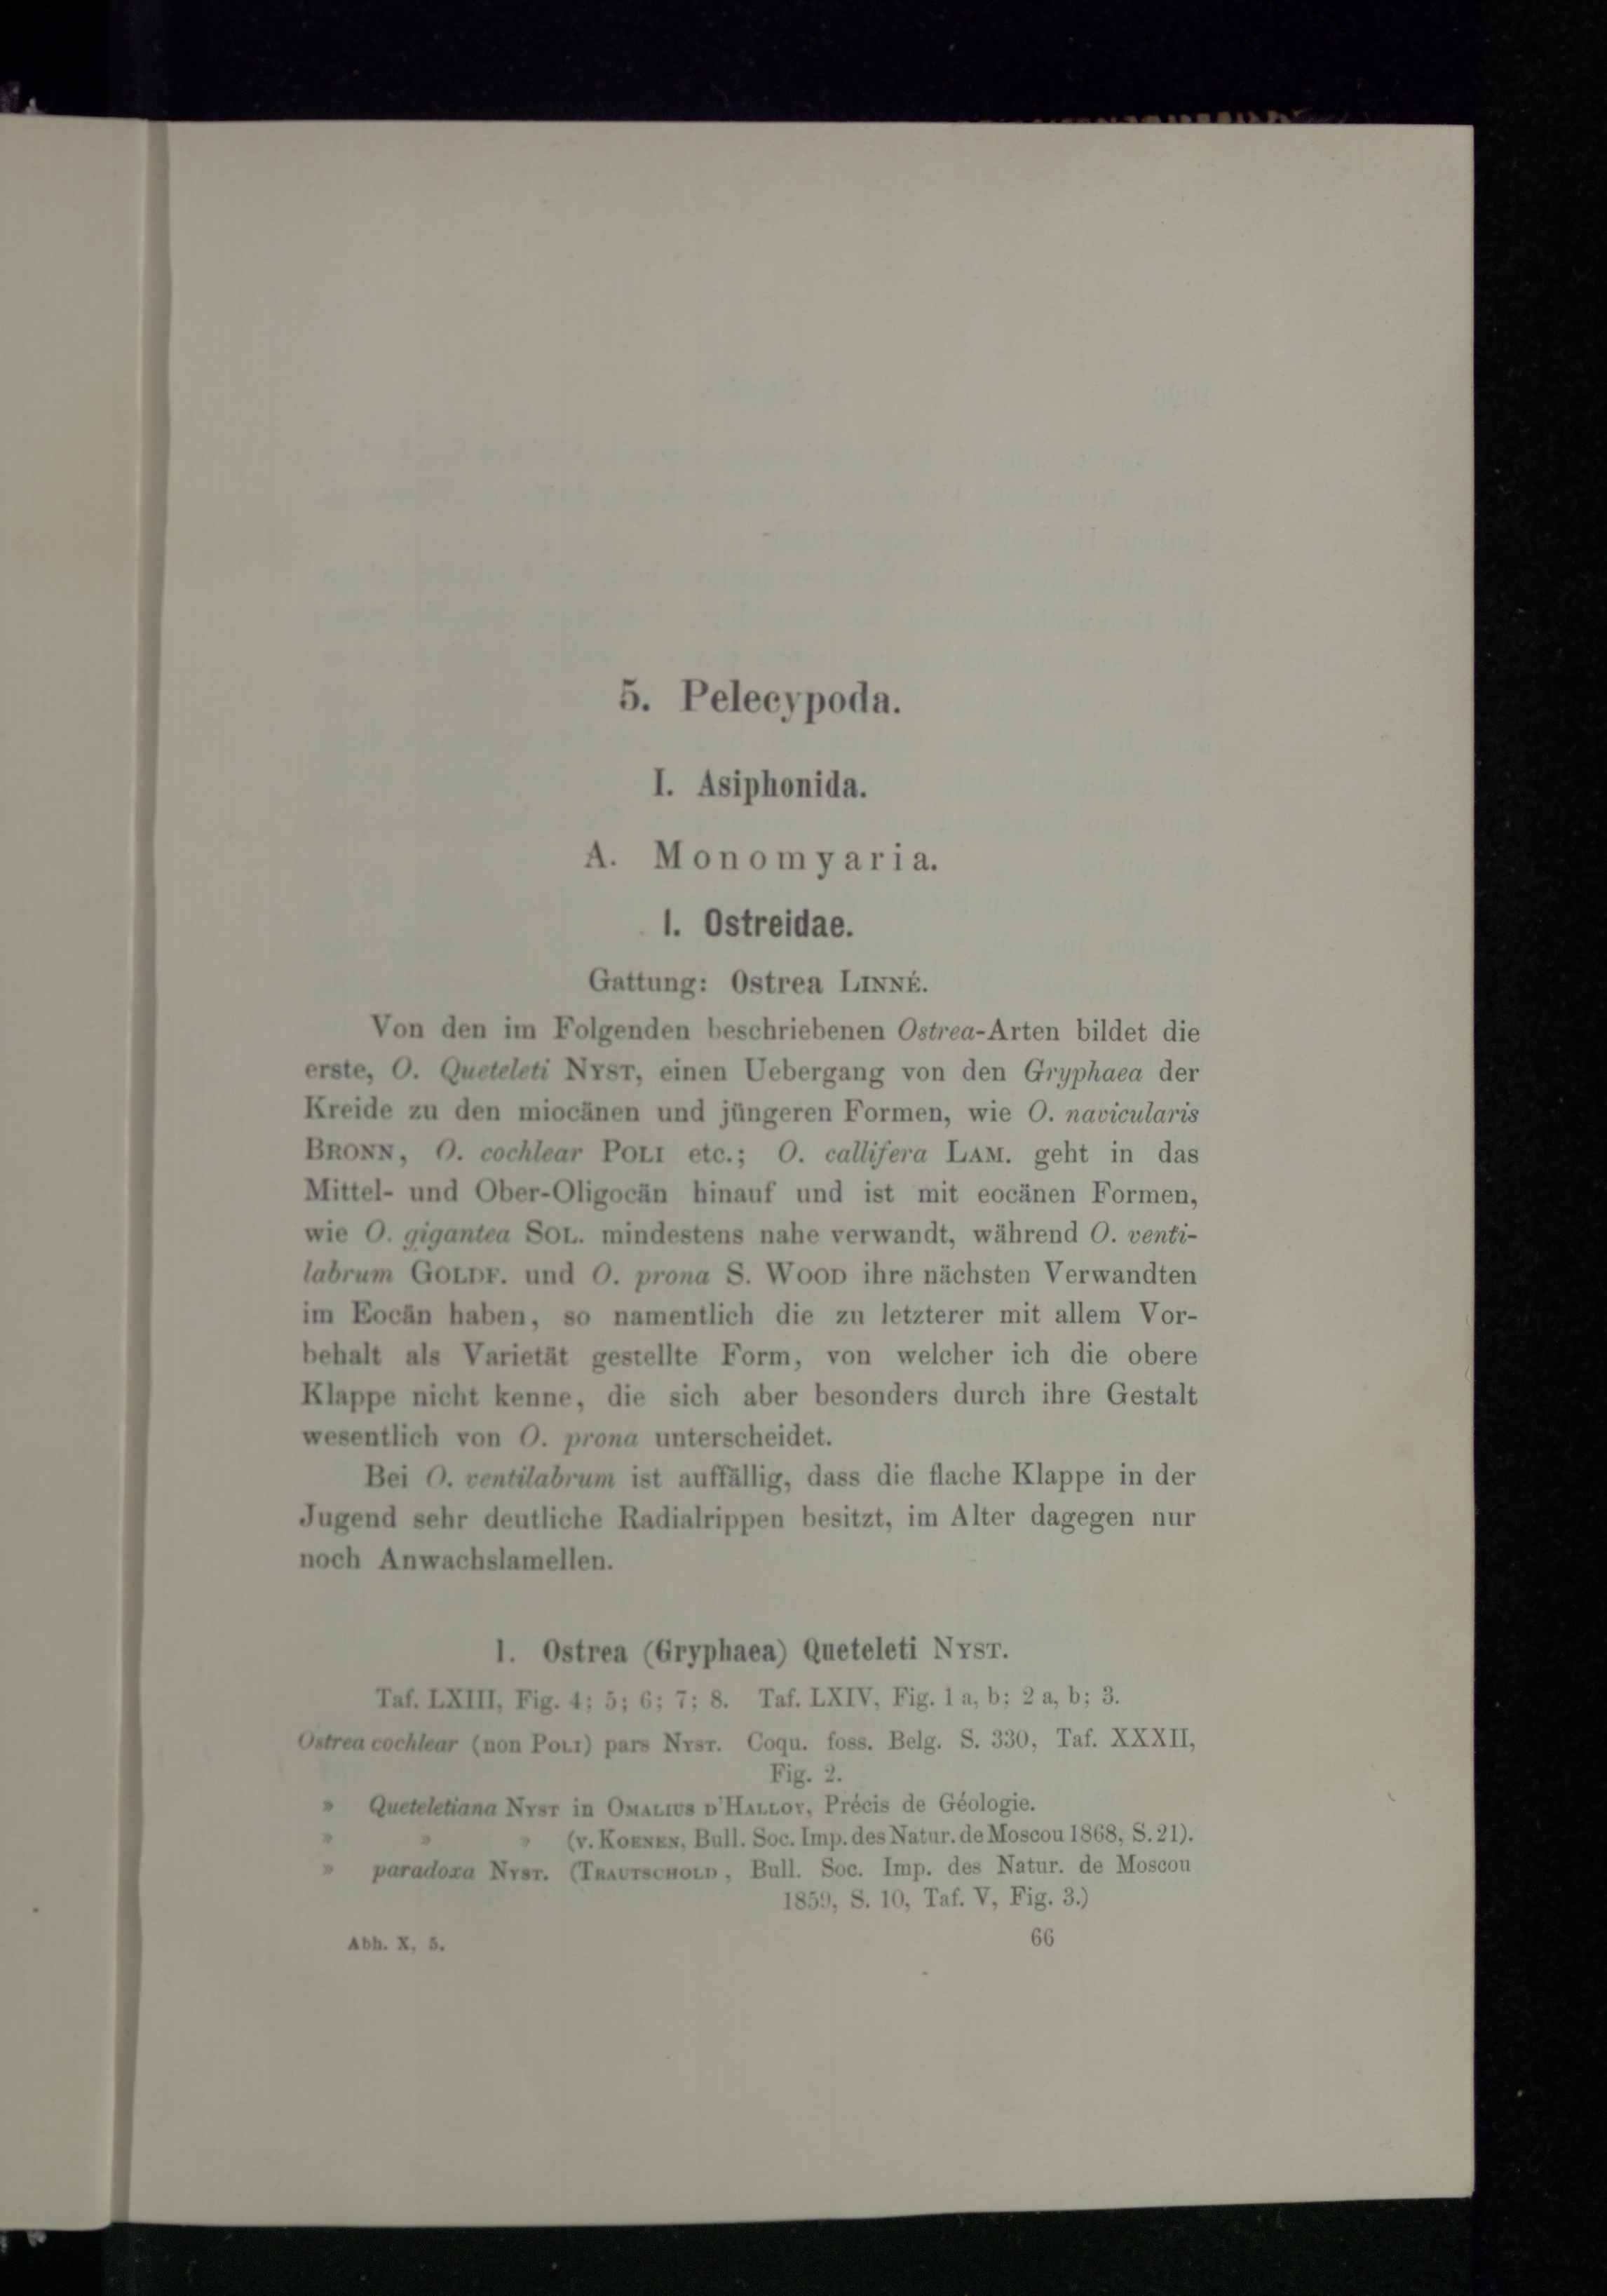 5. Pelecypoda.
I. Asiphonida.
A. Monomyaria.
1. Ostreidae.
Gattung: Ostrea LINNÉ.
Von den im Folgenden beschriebenen Ostrea-Arten bildet die
erste, O. Queteleti NYST, einen Uebergang von den Gryphaea der
Kreide zu den miocänen und jüngeren Formen, wie O. navicularis
BRONN, O. cochlear POLI etc.; O. callifera LAM. geht in das
Mittel- und Ober-Oligocän hinauf und ist mit eocänen Formen,
wie O. gigantea SOL. mindestens nahe verwandt, während O. venti-
labrum GOLDF. und O. prona S. WOOD ihre nächsten Verwandten
im Eocän haben, so namentlich die zu letzterer mit allem Vor-
behalt als Varietät gestellte Form, von welcher ich die obere
Klappe nicht kenne, die sich aber besonders durch ihre Gestalt
wesentlich von O. prona unterscheidet.
Bei O. ventilabrum ist auffällig, dass die flache Klappe in der
Jugend sehr deutliche Radialrippen besitzt, im Alter dagegen nur
noch Anwachslamellen.
1. Ostrea (Gryphaea) Queteleti NYST.
Taf. LXIII, Fig. 4; 5; 6; 7; 8. Taf. LXIV, Fig. 1 a, b; 2 a, b; 3.
Ostrea cochlear (non POLI) pars NYST. Coqu. foss. Belg. S. 330, Taf. XXXII,
Fig. 2.
» Queteletiana NYST in OMALIUS D'HALLOY, Précis de Géologie.
» » » (V. KOENEN, Bull. Soc. Imp. des Natur. de Moscou 1868, S. 21).
» paradoxa NYST. (TRAUTSCHOLD, Bull. Soc. Imp. des Natur. de Moscou
1859, S. 10, Taf. V, Fig. 3.)
Abh. X, 5. 66